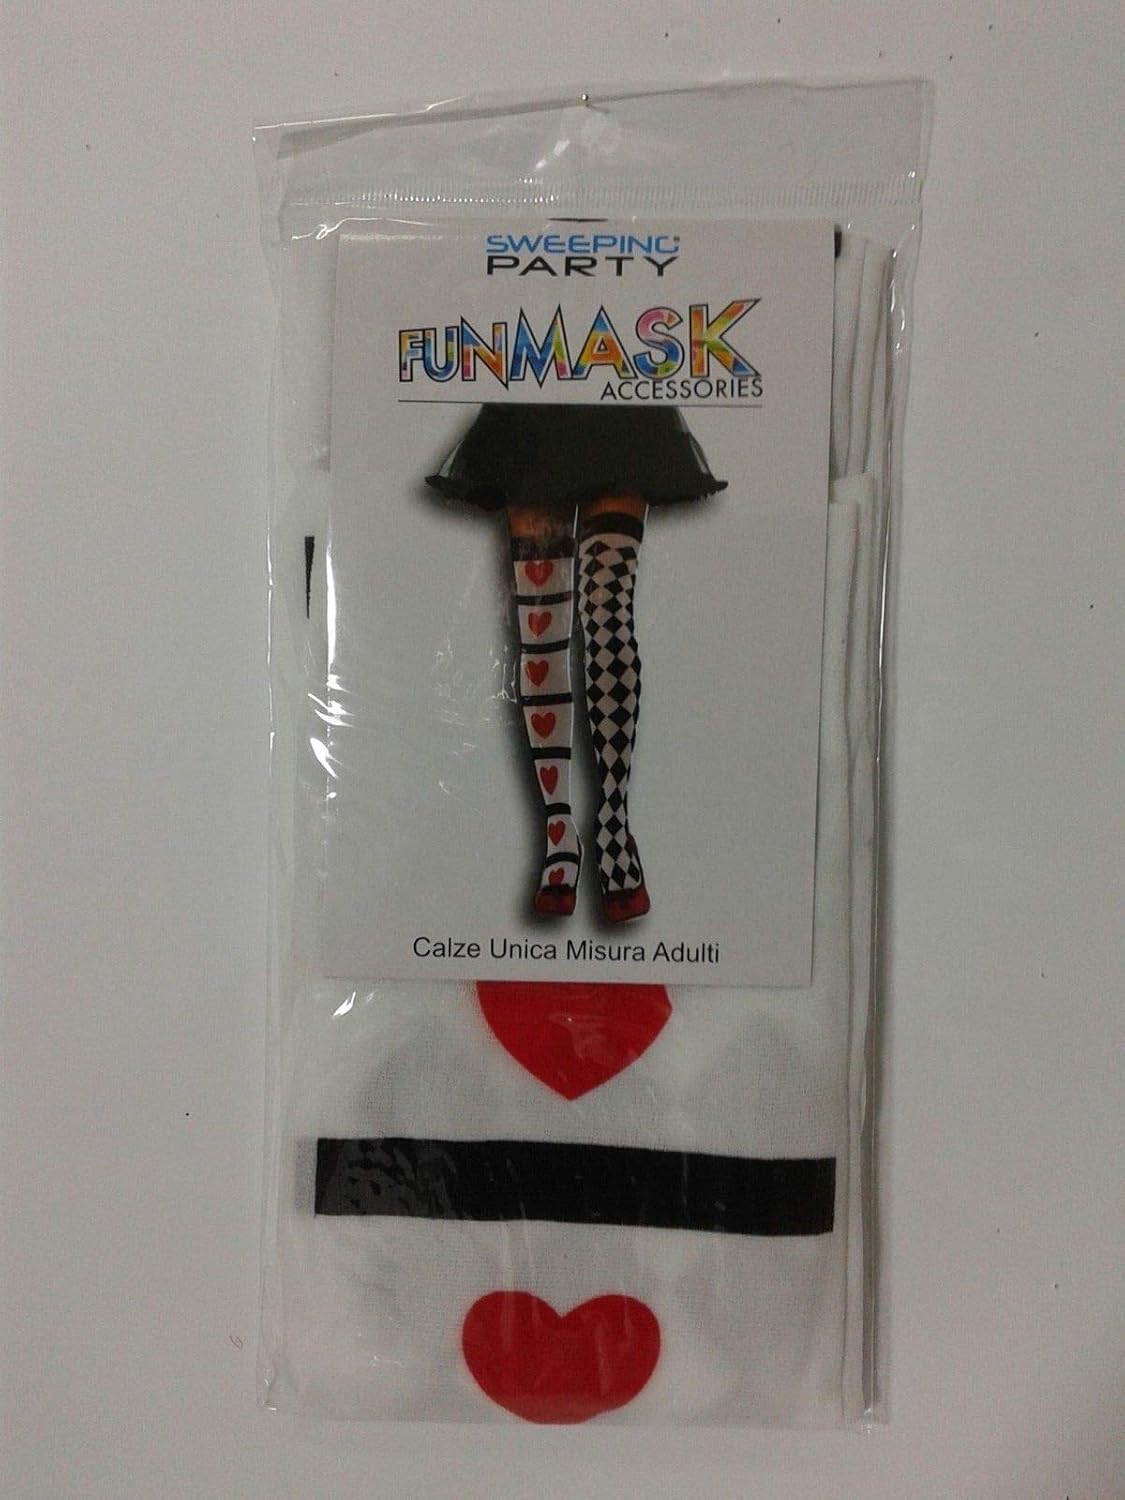 SWEEPING
PARTY
FUNMASK
ACCESSORIES
Calze Unica Misura Adulti